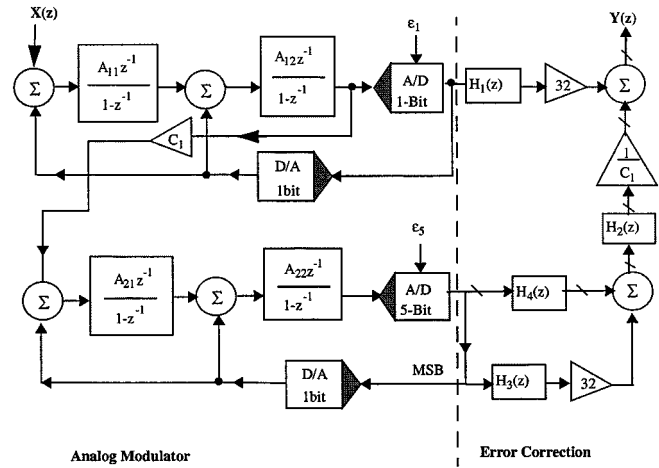 X(z)
Y(z)
ε₁
Σ
A₁₁z⁻¹
1-z⁻¹
Σ
A₁₂z⁻¹
1-z⁻¹
A/D
1-Bit
H₁(z)
32
Σ
C₁
D/A
1bit
1
C₁
H₂(z)
ε₅
Σ
A₂₁z⁻¹
1-z⁻¹
Σ
A₂₂z⁻¹
1-z⁻¹
A/D
5-Bit
H₄(z)
Σ
D/A
1bit
MSB
H₃(z)
32
Analog Modulator
Error Correction